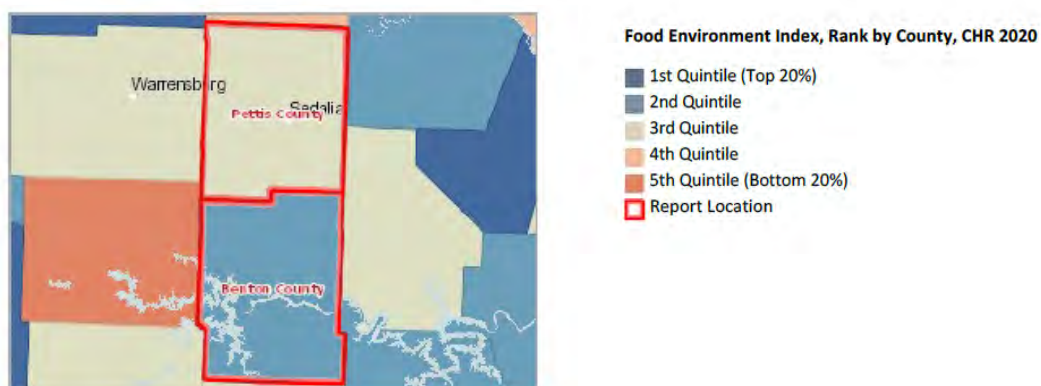 Warrensburg
Sedalia
Pettis County
Benton County
Food Environment Index, Rank by County, CHR 2020
1st Quintile (Top 20%)
2nd Quintile
3rd Quintile
4th Quintile
5th Quintile (Bottom 20%)
Report Location